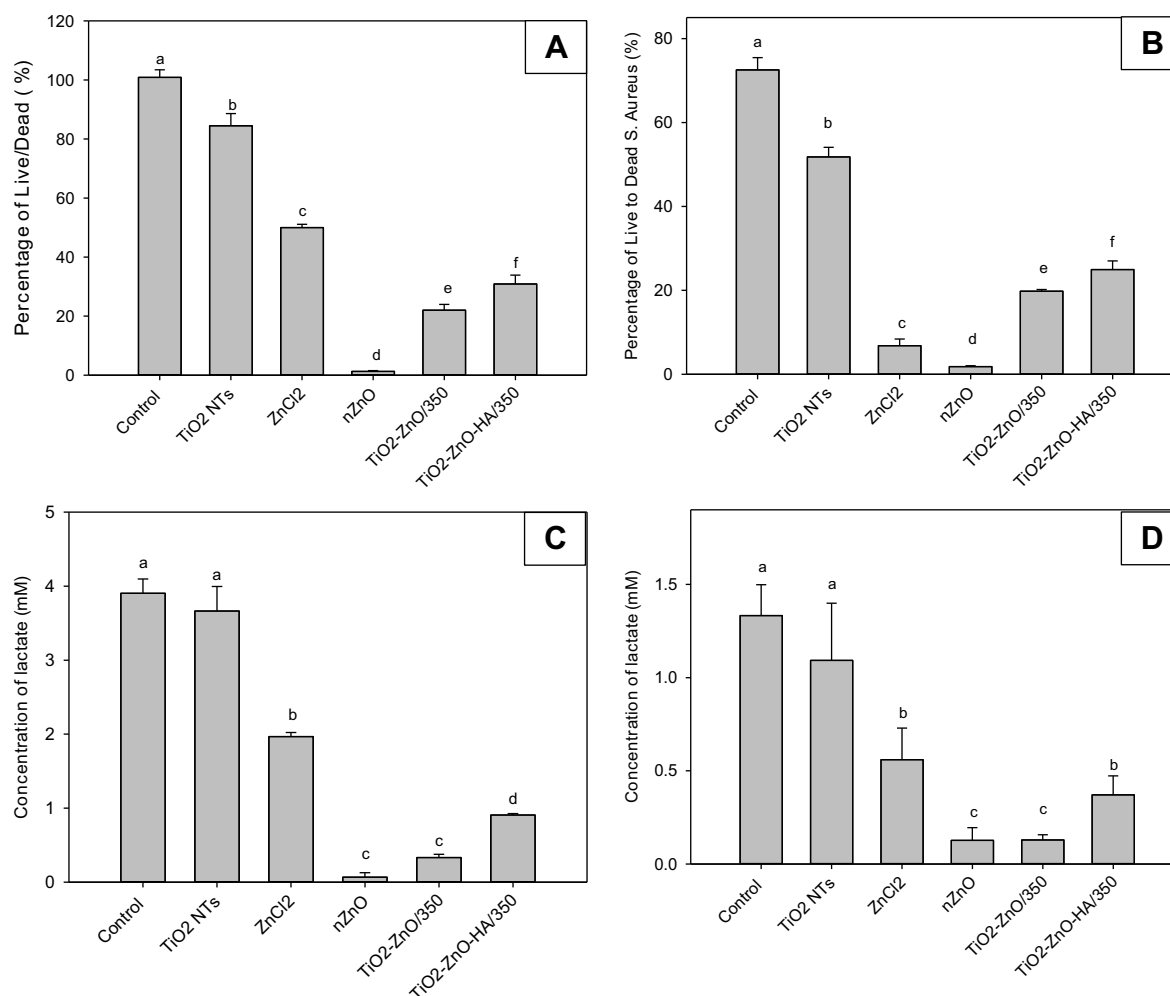 A
Percentage of Live/Dead ( %)
120
100
80
60
40
20
0
a
b
c
d
e
f
Control
TiO2 NTs
ZnCl2
nZnO
TiO2-ZnO/350
TiO2-ZnO-HA/350
B
Percentage of Live to Dead S. Aureus (%)
80
60
40
20
0
a
b
c
d
e
f
Control
TiO2 NTs
ZnCl2
nZnO
TiO2-ZnO/350
TiO2-ZnO-HA/350
C
Concentration of lactate (mM)
5
4
3
2
1
0
a
a
b
c
c
d
Control
TiO2 NTs
ZnCl2
nZnO
TiO2-ZnO/350
TiO2-ZnO-HA/350
D
Concentration of lactate (mM)
1.5
1.0
0.5
0.0
a
a
b
c
c
b
Control
TiO2 NTs
ZnCl2
nZnO
TiO2-ZnO/350
TiO2-ZnO-HA/350